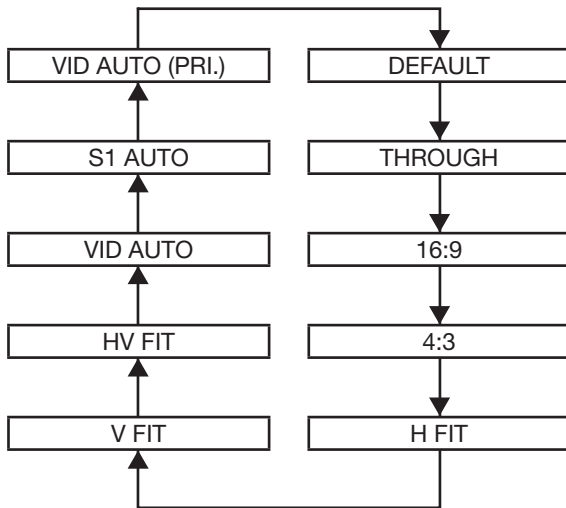 VID AUTO (PRI.)
DEFAULT
S1 AUTO
THROUGH
VID AUTO
16:9
HV FIT
4:3
V FIT
H FIT